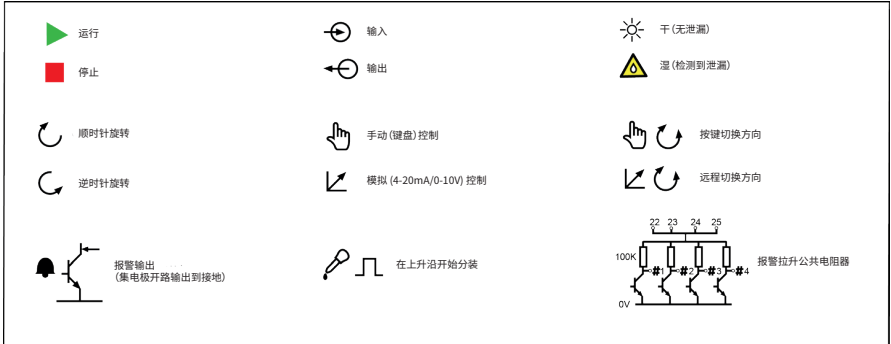 运行
输入
干(无泄漏)
停止
输出
湿(检测到泄漏)
顺时针旋转
手动(键盘)控制
按键切换方向
逆时针旋转
模拟 (4-20mA/0-10V) 控制
远程切换方向
报警输出
(集电极开路输出到接地)
在上升沿开始分装
22 23 24 25
100K
#1 #2 #3 #4
0V
报警拉升公共电阻器